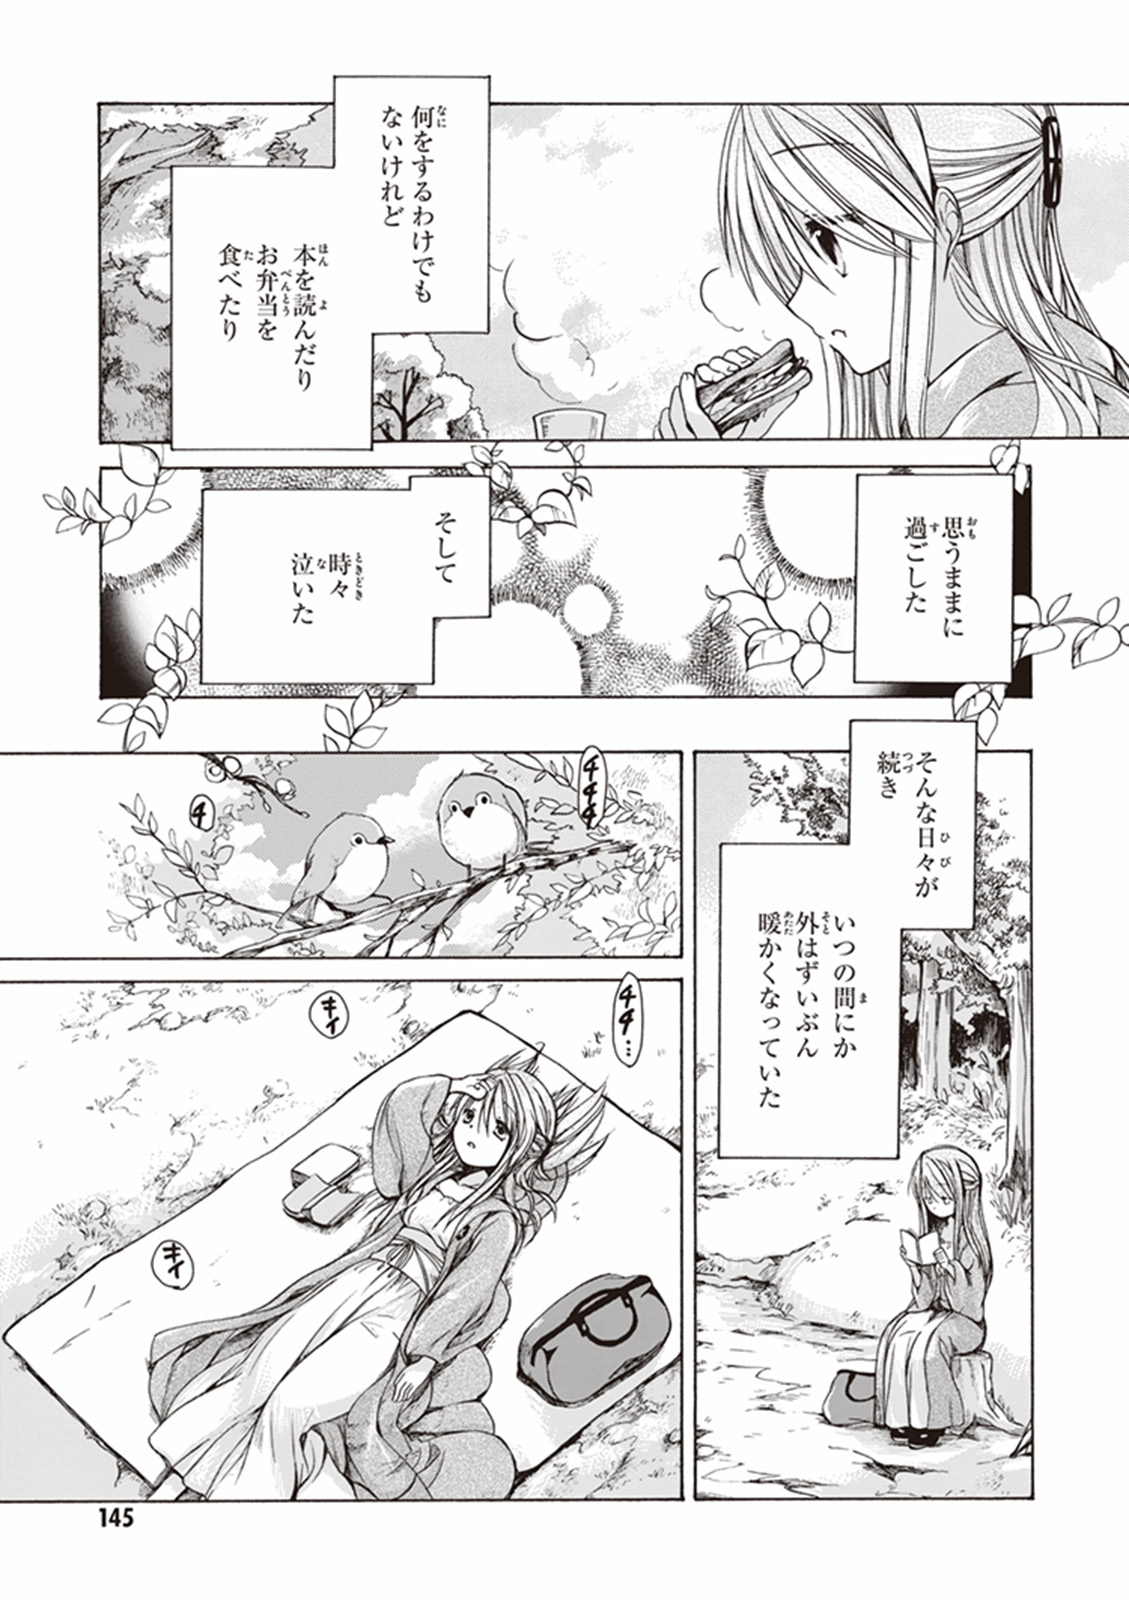 何をするわけでも
ないけれど
本を読んだり
お弁当を
食べたり
思うままに
過ごした
そして
時々
泣いた
そんな日々が
続き
いつの間にか
外はずいぶん
暖かくなっていた
チチチ
チ
チチ…
キィ
キィ
145